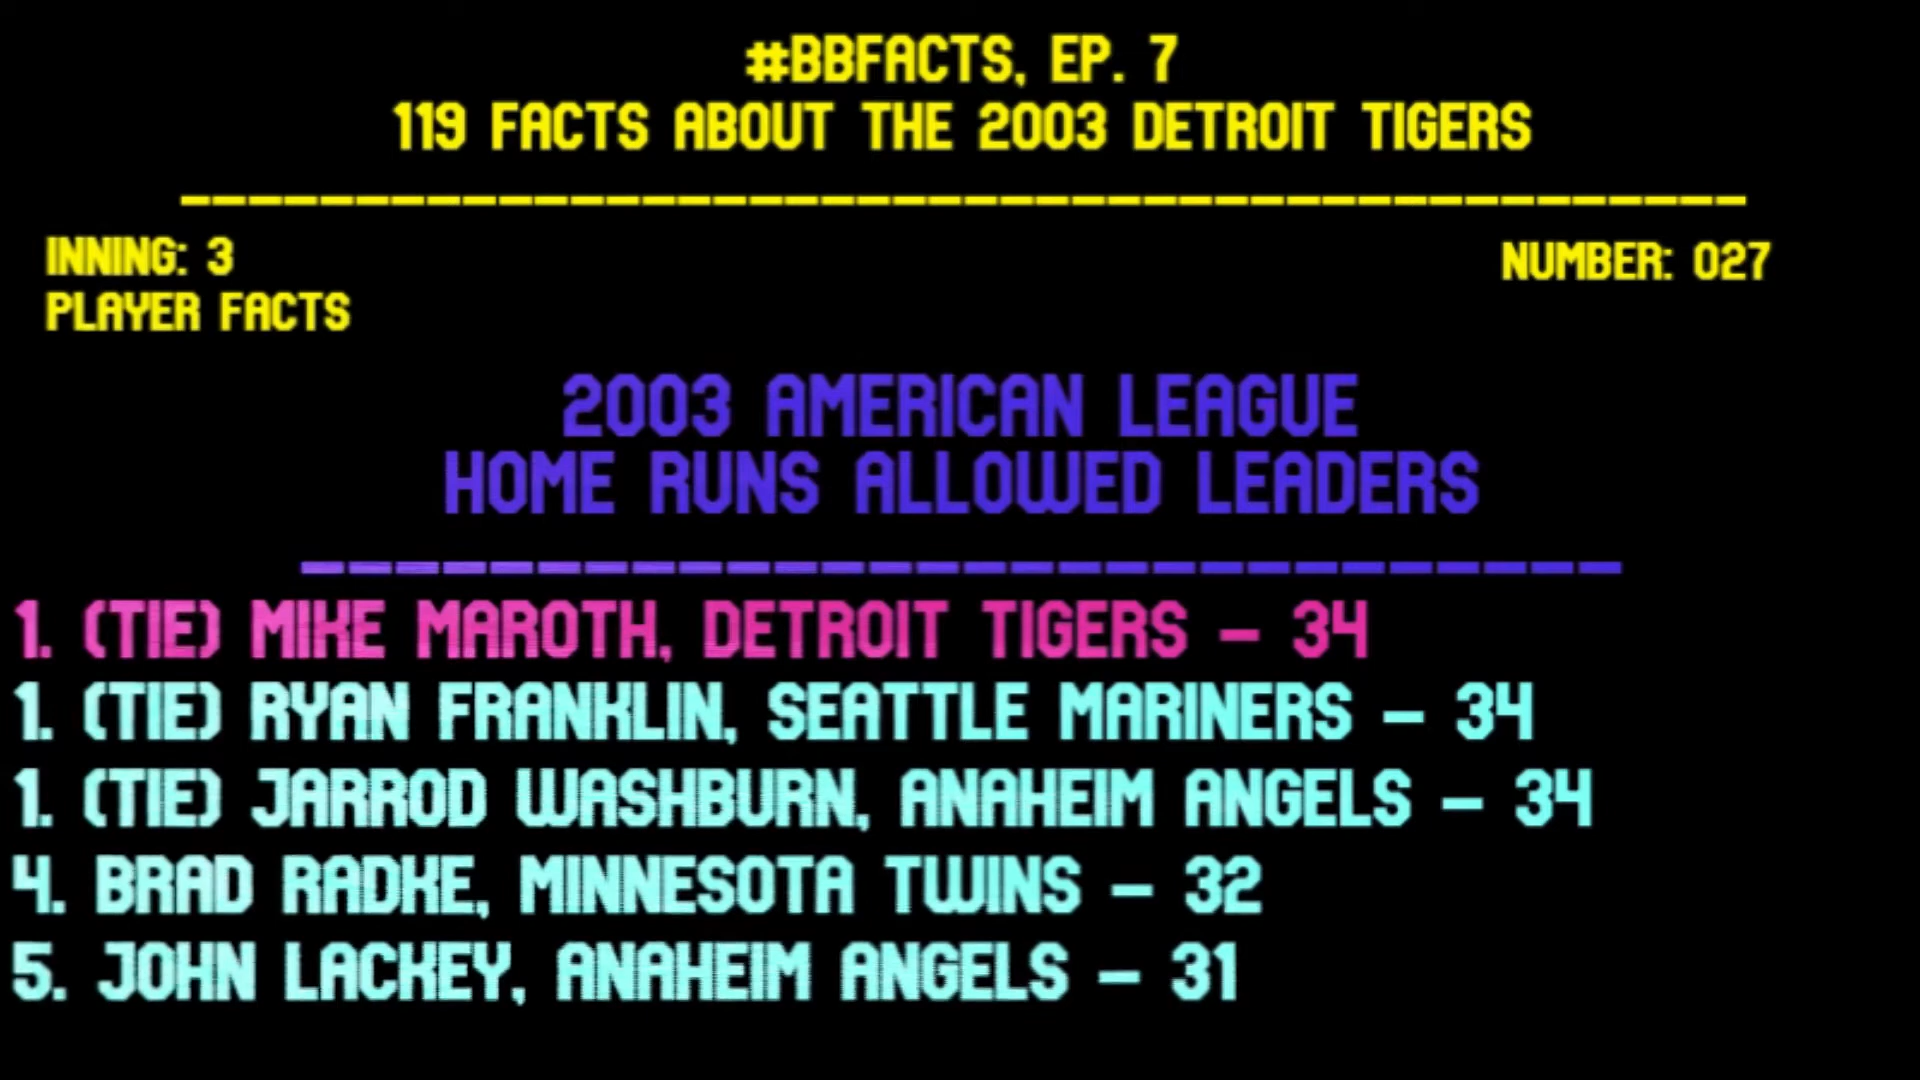 #BBFACTS, EP. 7
119 FACTS ABOUT THE 2003 DETROIT TIGERS
INNING: 3
NUMBER: 027
PLAYER FACTS
2003 AMERICAN LEAGUE
HOME RUNS ALLOWED LEADERS
1. (TIE) MIKE MAROTH, DETROIT TIGERS – 34
1. (TIE) RYAN FRANKLIN, SEATTLE MARINERS – 34
1. (TIE) JARROD WASHBURN, ANAHEIM ANGELS – 34
4. BRAD RADKE, MINNESOTA TWINS – 32
5. JOHN LACKEY, ANAHEIM ANGELS – 31